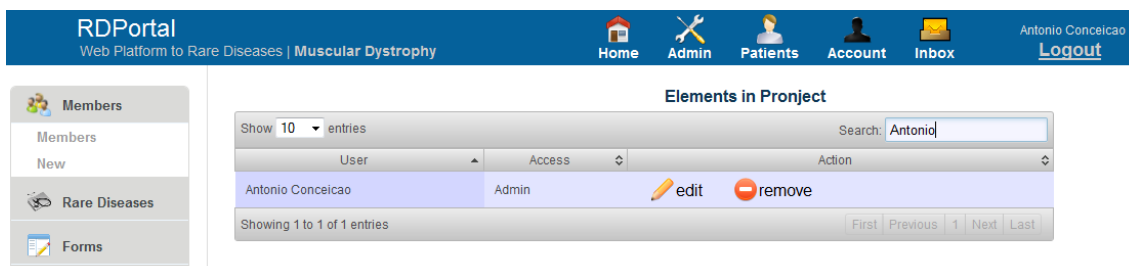 RDPortal
Web Platform to Rare Diseases | Muscular Dystrophy
Home Admin Patients Account Inbox
Antonio Conceicao
Logout
Members
Members
New
Rare Diseases
Forms
Elements in Pronject
Show 10 entries Search: Antonio
User Access Action
Antonio Conceicao Admin edit remove
Showing 1 to 1 of 1 entries First Previous 1 Next Last